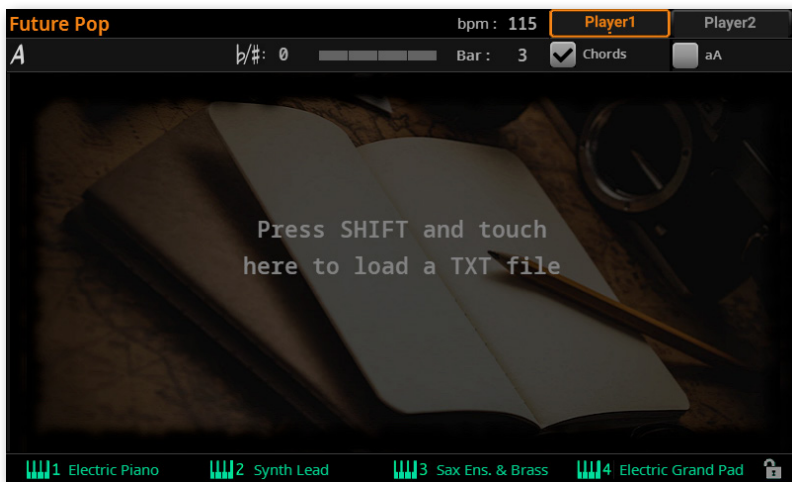 Future Pop bpm : 115 Player1 Player2
A ♭/♯: 0 Bar : 3 Chords aA
Press SHIFT and touch
here to load a TXT file
1 Electric Piano 2 Synth Lead 3 Sax Ens. & Brass 4 Electric Grand Pad